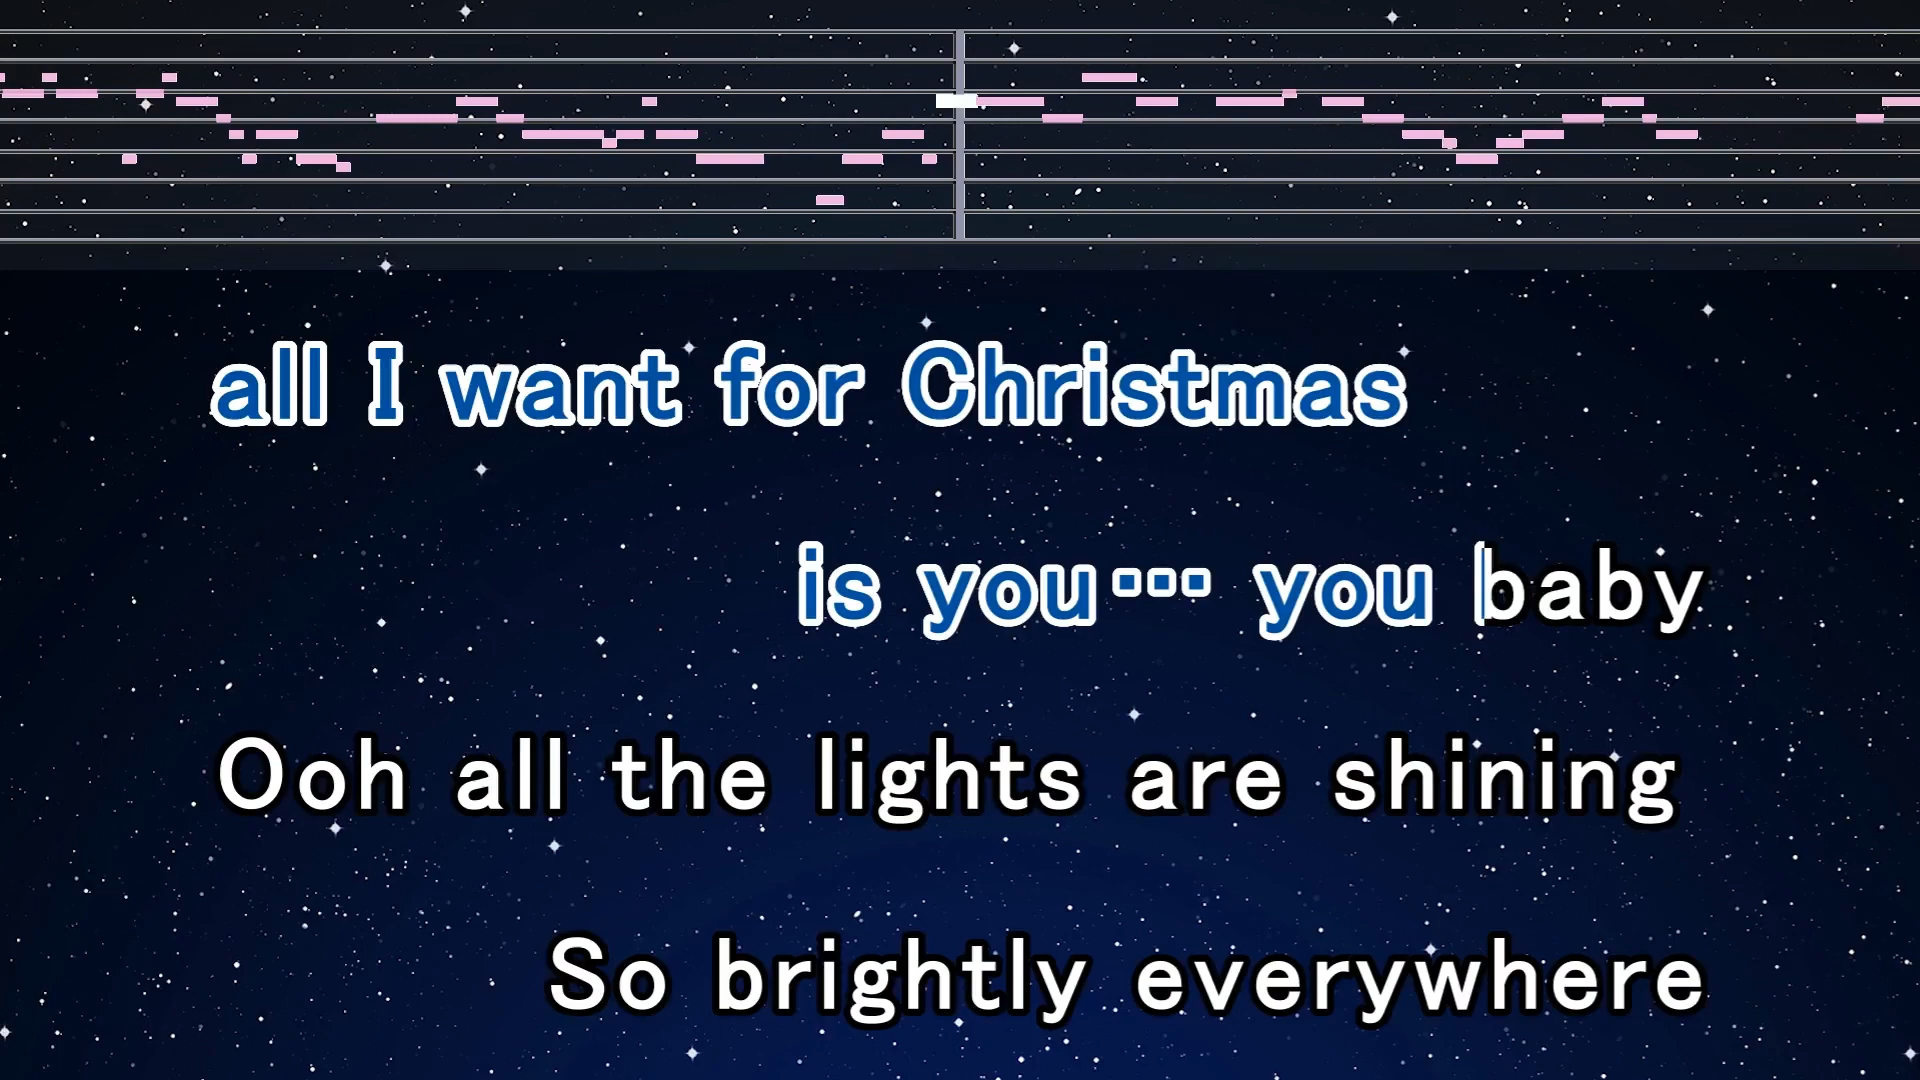 all I want for Christmas
is you… you baby
Ooh all the lights are shining
So brightly everywhere